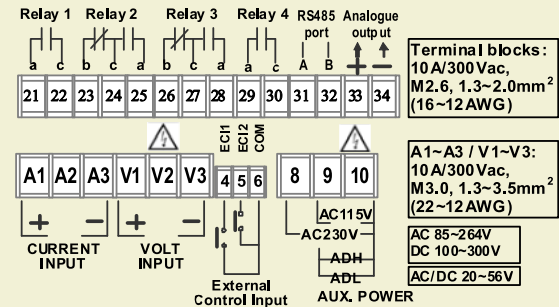 Relay 1 Relay 2 Relay 3 Relay 4 RS485 port Analogue output
a c b c a b c a a c A B + −
21 22 23 24 25 26 27 28 29 30 31 32 33 34
Terminal blocks:
10A/300Vac,
M2.6, 1.3~2.0mm²
(16~12AWG)
ECI1 ECI2 COM
A1 A2 A3 V1 V2 V3 4 5 6 8 9 10
A1~A3 / V1~V3:
10A/300Vac,
M3.0, 1.3~3.5mm²
(22~12AWG)
+ − + −
CURRENT INPUT
VOLT INPUT
External
Control Input
AC115V
AC230V
ADH
ADL
AUX. POWER
AC 85~264V
DC 100~300V
AC/DC 20~56V